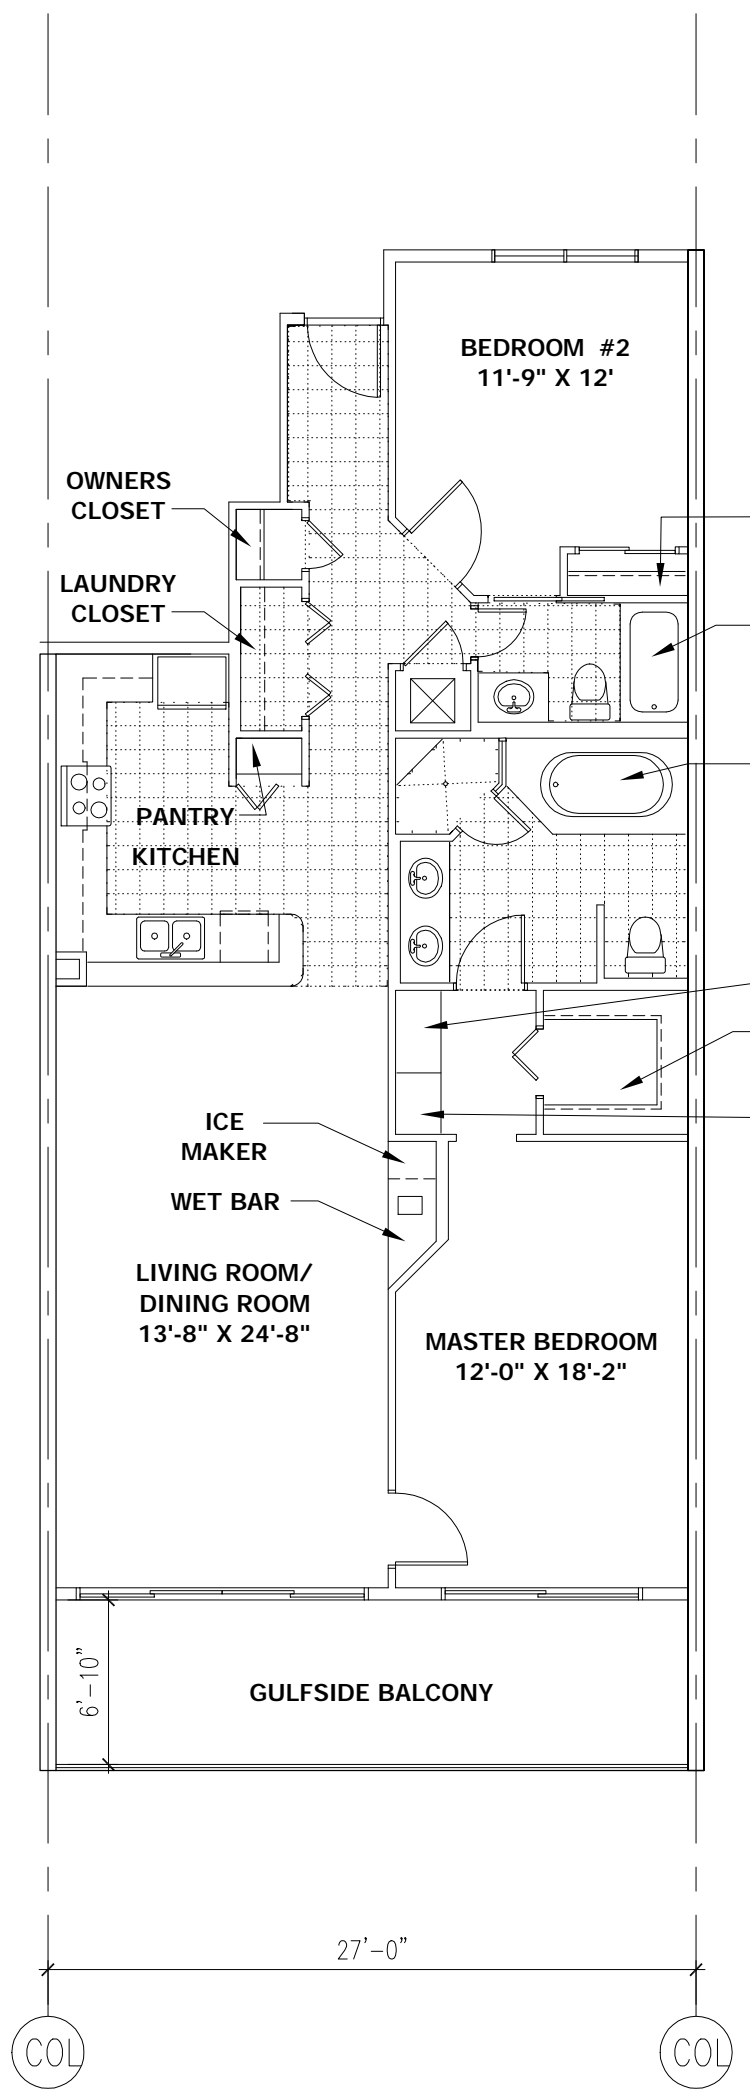 BEDROOM #2
11'-9" X 12'
OWNERS
CLOSET
LAUNDRY
CLOSET
PANTRY
KITCHEN
ICE
MAKER
WET BAR
LIVING ROOM/
DINING ROOM
13'-8" X 24'-8"
MASTER BEDROOM
12'-0" X 18'-2"
6'-10"
GULFSIDE BALCONY
27'-0"
COL
COL